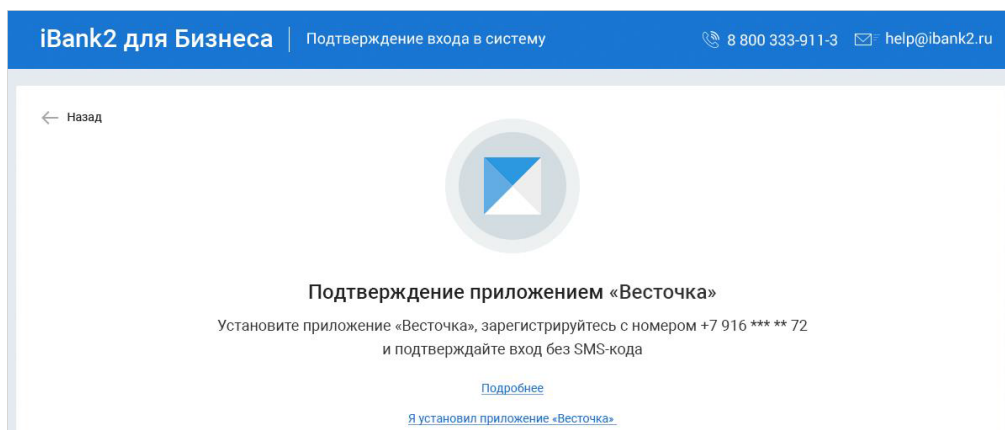 iBank2 для Бизнеса | Подтверждение входа в систему 8 800 333-911-3 help@ibank2.ru
Назад
Подтверждение приложением «Весточка»
Установите приложение «Весточка», зарегистрируйтесь с номером +7 916 *** ** 72
и подтверждайте вход без SMS-кода
Подробнее
Я установил приложение «Весточка»